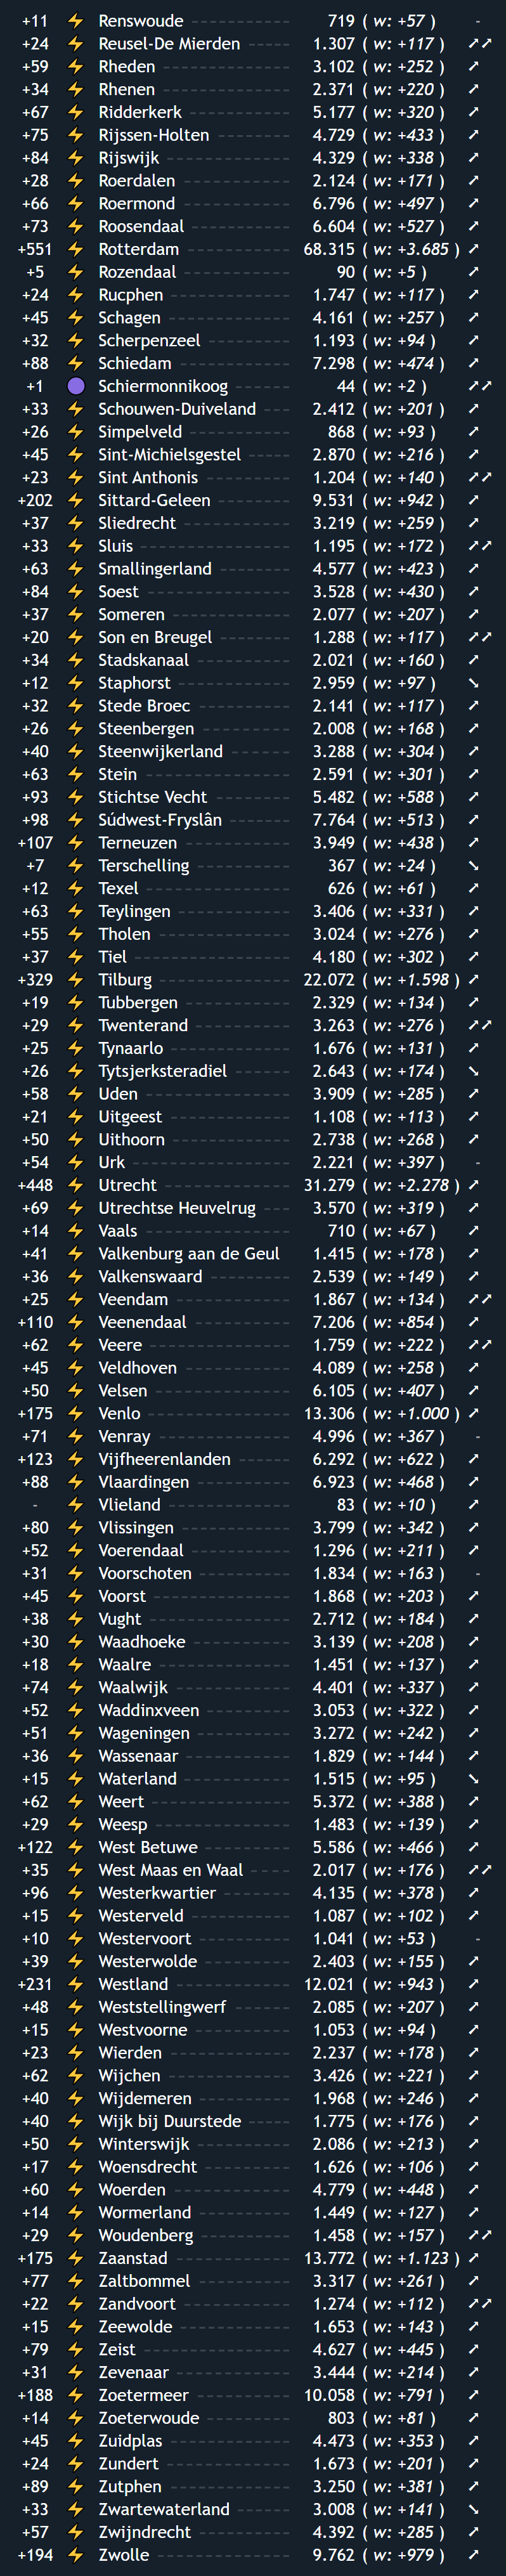 +11 ⚡ Renswoude ----------- 719 ( w: +57 ) -
+24 ⚡ Reusel-De Mierden ----- 1.307 ( w: +117 ) ➚➚
+59 ⚡ Rheden -------------- 3.102 ( w: +252 ) ➚
+34 ⚡ Rhenen -------------- 2.371 ( w: +220 ) ➚
+67 ⚡ Ridderkerk ----------- 5.177 ( w: +320 ) ➚
+75 ⚡ Rijssen-Holten -------- 4.729 ( w: +433 ) ➚
+84 ⚡ Rijswijk ------------- 4.329 ( w: +338 ) ➚
+28 ⚡ Roerdalen ------------ 2.124 ( w: +171 ) ➚
+66 ⚡ Roermond ------------ 6.796 ( w: +497 ) ➚
+73 ⚡ Roosendaal ----------- 6.604 ( w: +527 ) ➚
+551 ⚡ Rotterdam ----------- 68.315 ( w: +3.685 ) ➚
+5 ⚡ Rozendaal ------------ 90 ( w: +5 ) ➚
+24 ⚡ Rucphen ------------- 1.747 ( w: +117 ) ➚
+45 ⚡ Schagen ------------- 4.161 ( w: +257 ) ➚
+32 ⚡ Scherpenzeel --------- 1.193 ( w: +94 ) ➚
+88 ⚡ Schiedam ------------ 7.298 ( w: +474 ) ➚
+1 🟣 Schiermonnikoog ------ 44 ( w: +2 ) ➚➚
+33 ⚡ Schouwen-Duiveland --- 2.412 ( w: +201 ) ➚
+26 ⚡ Simpelveld ----------- 868 ( w: +93 ) ➚
+45 ⚡ Sint-Michielsgestel ----- 2.870 ( w: +216 ) ➚
+23 ⚡ Sint Anthonis --------- 1.204 ( w: +140 ) ➚➚
+202 ⚡ Sittard-Geleen -------- 9.531 ( w: +942 ) ➚
+37 ⚡ Sliedrecht ------------ 3.219 ( w: +259 ) ➚
+33 ⚡ Sluis ---------------- 1.195 ( w: +172 ) ➚➚
+63 ⚡ Smallingerland -------- 4.577 ( w: +423 ) ➚
+84 ⚡ Soest --------------- 3.528 ( w: +430 ) ➚
+37 ⚡ Someren ------------- 2.077 ( w: +207 ) ➚
+20 ⚡ Son en Breugel -------- 1.288 ( w: +117 ) ➚➚
+34 ⚡ Stadskanaal ---------- 2.021 ( w: +160 ) ➚
+12 ⚡ Staphorst ------------ 2.959 ( w: +97 ) ➘
+32 ⚡ Stede Broec ---------- 2.141 ( w: +117 ) ➚
+26 ⚡ Steenbergen ---------- 2.008 ( w: +168 ) ➚
+40 ⚡ Steenwijkerland ------- 3.288 ( w: +304 ) ➚
+63 ⚡ Stein --------------- 2.591 ( w: +301 ) ➚
+93 ⚡ Stichtse Vecht -------- 5.482 ( w: +588 ) ➚
+98 ⚡ Súdwest-Fryslân ------- 7.764 ( w: +513 ) ➚
+107 ⚡ Terneuzen ----------- 3.949 ( w: +438 ) ➚
+7 ⚡ Terschelling ---------- 367 ( w: +24 ) ➘
+12 ⚡ Texel --------------- 626 ( w: +61 ) ➚
+63 ⚡ Teylingen ------------ 3.406 ( w: +331 ) ➚
+55 ⚡ Tholen -------------- 3.024 ( w: +276 ) ➚
+37 ⚡ Tiel ----------------- 4.180 ( w: +302 ) ➚
+329 ⚡ Tilburg -------------- 22.072 ( w: +1.598 ) ➚
+19 ⚡ Tubbergen ----------- 2.329 ( w: +134 ) ➚
+29 ⚡ Twenterand ---------- 3.263 ( w: +276 ) ➚➚
+25 ⚡ Tynaarlo ------------- 1.676 ( w: +131 ) ➚
+26 ⚡ Tytsjerksteradiel ------- 2.643 ( w: +174 ) ➘
+58 ⚡ Uden ---------------- 3.909 ( w: +285 ) ➚
+21 ⚡ Uitgeest ------------- 1.108 ( w: +113 ) ➚
+50 ⚡ Uithoorn ------------- 2.738 ( w: +268 ) ➚
+54 ⚡ Urk ----------------- 2.221 ( w: +397 ) -
+448 ⚡ Utrecht -------------- 31.279 ( w: +2.278 ) ➚
+69 ⚡ Utrechtse Heuvelrug --- 3.570 ( w: +319 ) ➚
+14 ⚡ Vaals --------------- 710 ( w: +67 ) ➚
+41 ⚡ Valkenburg aan de Geul 1.415 ( w: +178 ) ➚
+36 ⚡ Valkenswaard --------- 2.539 ( w: +149 ) ➚
+25 ⚡ Veendam ------------ 1.867 ( w: +134 ) ➚➚
+110 ⚡ Veenendaal ---------- 7.206 ( w: +854 ) ➚
+62 ⚡ Veere --------------- 1.759 ( w: +222 ) ➚➚
+45 ⚡ Veldhoven ----------- 4.089 ( w: +258 ) ➚
+50 ⚡ Velsen -------------- 6.105 ( w: +407 ) ➚
+175 ⚡ Venlo --------------- 13.306 ( w: +1.000 ) ➚
+71 ⚡ Venray -------------- 4.996 ( w: +367 ) -
+123 ⚡ Vijfheerenlanden ------ 6.292 ( w: +622 ) ➚
+88 ⚡ Vlaardingen ---------- 6.923 ( w: +468 ) ➚
- ⚡ Vlieland ------------- 83 ( w: +10 ) ➚
+80 ⚡ Vlissingen ------------ 3.799 ( w: +342 ) ➚
+52 ⚡ Voerendaal ----------- 1.296 ( w: +211 ) ➚
+31 ⚡ Voorschoten ---------- 1.834 ( w: +163 ) -
+45 ⚡ Voorst -------------- 1.868 ( w: +203 ) ➚
+38 ⚡ Vught --------------- 2.712 ( w: +184 ) ➚
+30 ⚡ Waadhoeke ---------- 3.139 ( w: +208 ) ➚
+18 ⚡ Waalre -------------- 1.451 ( w: +137 ) ➚
+74 ⚡ Waalwijk ------------ 4.401 ( w: +337 ) ➚
+52 ⚡ Waddinxveen --------- 3.053 ( w: +322 ) ➚
+51 ⚡ Wageningen ---------- 3.272 ( w: +242 ) ➚
+36 ⚡ Wassenaar ----------- 1.829 ( w: +144 ) ➚
+15 ⚡ Waterland ----------- 1.515 ( w: +95 ) ➘
+62 ⚡ Weert --------------- 5.372 ( w: +388 ) ➚
+29 ⚡ Weesp --------------- 1.483 ( w: +139 ) ➚
+122 ⚡ West Betuwe --------- 5.586 ( w: +466 ) ➚
+35 ⚡ West Maas en Waal ---- 2.017 ( w: +176 ) ➚➚
+96 ⚡ Westerkwartier -------- 4.135 ( w: +378 ) ➚
+15 ⚡ Westerveld ----------- 1.087 ( w: +102 ) ➚
+10 ⚡ Westervoort ---------- 1.041 ( w: +53 ) -
+39 ⚡ Westerwolde ---------- 2.403 ( w: +155 ) ➚
+231 ⚡ Westland ------------ 12.021 ( w: +943 ) ➚
+48 ⚡ Weststellingwerf ------ 2.085 ( w: +207 ) ➚
+15 ⚡ Westvoorne ---------- 1.053 ( w: +94 ) ➚
+23 ⚡ Wierden ------------- 2.237 ( w: +178 ) ➚
+62 ⚡ Wijchen ------------- 3.426 ( w: +221 ) ➚
+40 ⚡ Wijdemeren ---------- 1.968 ( w: +246 ) ➚
+40 ⚡ Wijk bij Duurstede ----- 1.775 ( w: +176 ) ➚
+50 ⚡ Winterswijk ---------- 2.086 ( w: +213 ) ➚
+17 ⚡ Woensdrecht --------- 1.626 ( w: +106 ) ➚
+60 ⚡ Woerden ------------- 4.779 ( w: +448 ) ➚
+14 ⚡ Wormerland ---------- 1.449 ( w: +127 ) ➚
+29 ⚡ Woudenberg ---------- 1.458 ( w: +157 ) ➚➚
+175 ⚡ Zaanstad ------------ 13.772 ( w: +1.123 ) ➚
+77 ⚡ Zaltbommel ---------- 3.317 ( w: +261 ) ➚
+22 ⚡ Zandvoort ----------- 1.274 ( w: +112 ) ➚➚
+15 ⚡ Zeewolde ------------ 1.653 ( w: +143 ) ➚
+79 ⚡ Zeist ---------------- 4.627 ( w: +445 ) ➚
+31 ⚡ Zevenaar ------------ 3.444 ( w: +214 ) ➚
+188 ⚡ Zoetermeer ---------- 10.058 ( w: +791 ) ➚
+14 ⚡ Zoeterwoude --------- 803 ( w: +81 ) ➚
+45 ⚡ Zuidplas ------------- 4.473 ( w: +353 ) ➚
+24 ⚡ Zundert ------------- 1.673 ( w: +201 ) ➚
+89 ⚡ Zutphen ------------- 3.250 ( w: +381 ) ➚
+33 ⚡ Zwartewaterland ------ 3.008 ( w: +141 ) ➘
+57 ⚡ Zwijndrecht ---------- 4.392 ( w: +285 ) ➚
+194 ⚡ Zwolle -------------- 9.762 ( w: +979 ) ➚